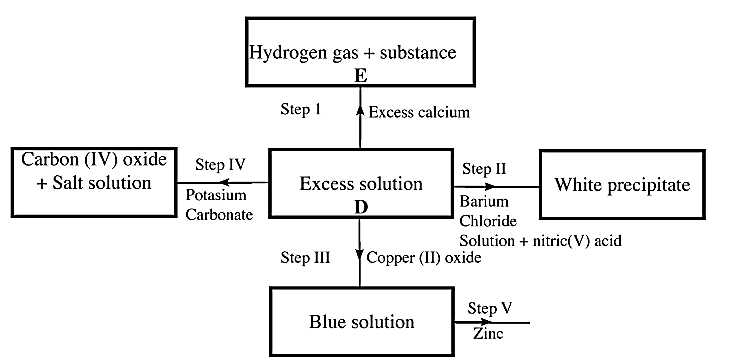 Hydrogen gas + substance
E
Step 1
Excess calcium
Carbon (IV) oxide
+ Salt solution
Step IV
Potasium
Carbonate
Excess solution
D
Step II
Barium
Chloride
Solution + nitric(V) acid
White precipitate
Step III
Copper (II) oxide
Blue solution
Step V
Zinc